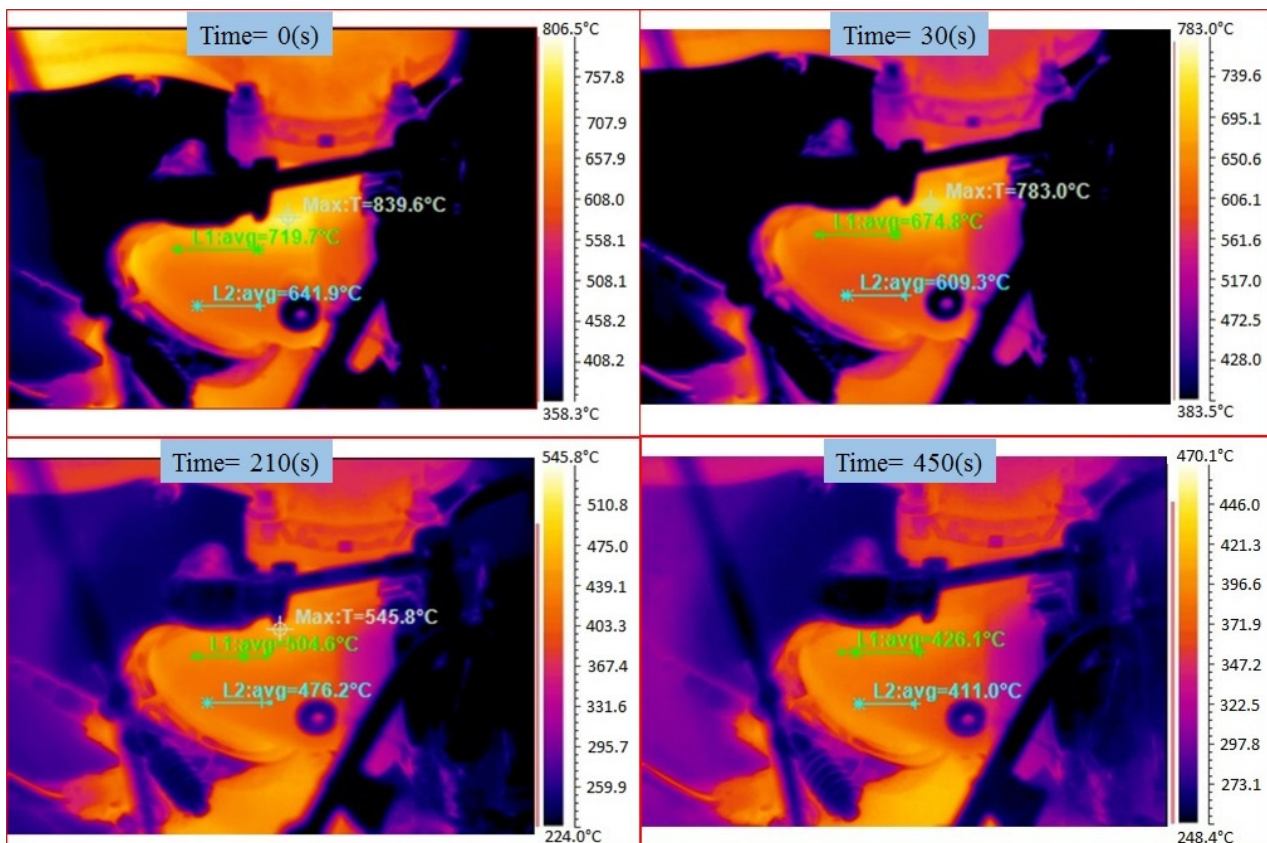 Time= 0(s)
806.5°C
757.8
707.9
657.9
608.0
558.1
508.1
458.2
408.2
358.3°C
Max:T=839.6°C
L1:avg=719.7°C
L2:avg=641.9°C
Time= 30(s)
783.0°C
739.6
706.9
650.6
606.1
561.6
517.0
472.5
428.0
383.5°C
Max:T=783.0°C
L1:avg=674.8°C
L2:avg=609.3°C
Time= 210(s)
545.8°C
510.8
475.0
439.1
403.3
367.4
331.6
295.7
259.9
224.0°C
Max:T=545.8°C
L1:avg=504.6°C
L2:avg=476.2°C
Time= 450(s)
470.1°C
446.0
421.3
396.6
371.9
347.2
322.5
297.8
273.1
248.4°C
L1:avg=426.1°C
L2:avg=411.0°C